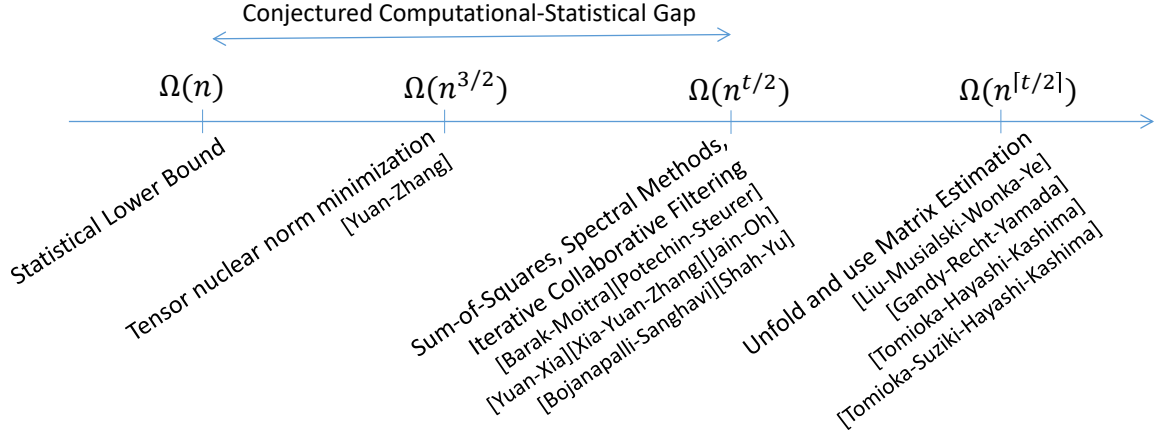 Conjectured Computational-Statistical Gap
Ω(n)
Ω(n^{3/2})
Ω(n^{t/2})
Ω(n^{⌈t/2⌉})
Statistical Lower Bound
Tensor nuclear norm minimization
[Yuan-Zhang]
Sum-of-Squares, Spectral Methods,
Iterative Collaborative Filtering
[Barak-Moitra][Potechin-Steurer]
[Yuan-Xia][Xia-Yuan-Zhang][Jain-Oh]
[Bojanapalli-Sanghavi][Shah-Yu]
Unfold and use Matrix Estimation
[Liu-Musialski-Wonka-Ye]
[Gandy-Recht-Yamada]
[Tomioka-Hayashi-Kashima]
[Tomioka-Suziki-Hayashi-Kashima]